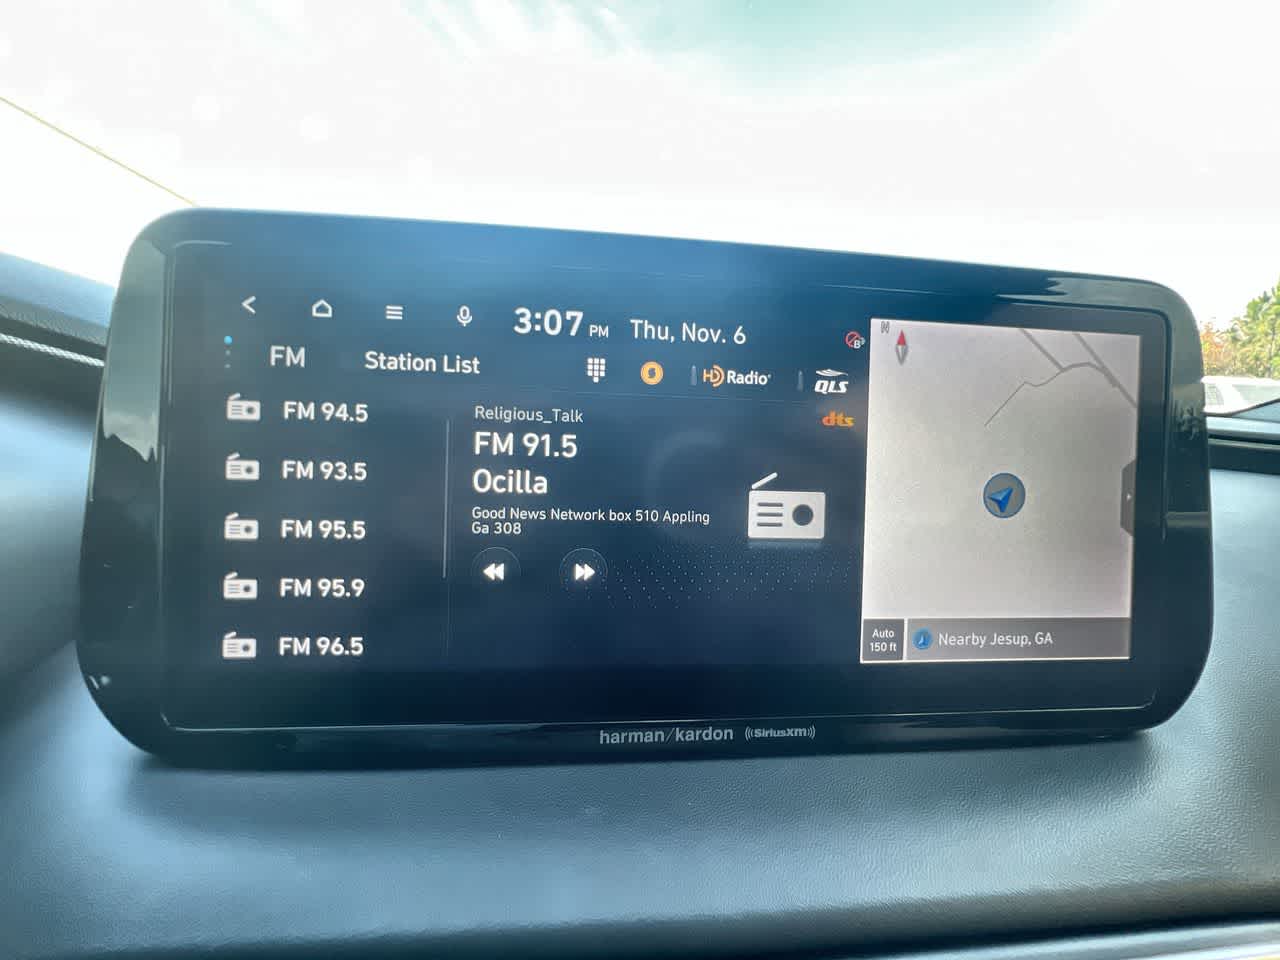 3:07 PM Thu, Nov. 6
FM Station List
HD Radio
QLS
dts
FM 94.5
FM 93.5
FM 95.5
FM 95.9
FM 96.5
Religious_Talk
FM 91.5
Ocilla
Good News Network box 510 Appling
Ga 308
N
Auto
150 ft
Nearby Jesup, GA
harman/kardon ((SiriusXM))